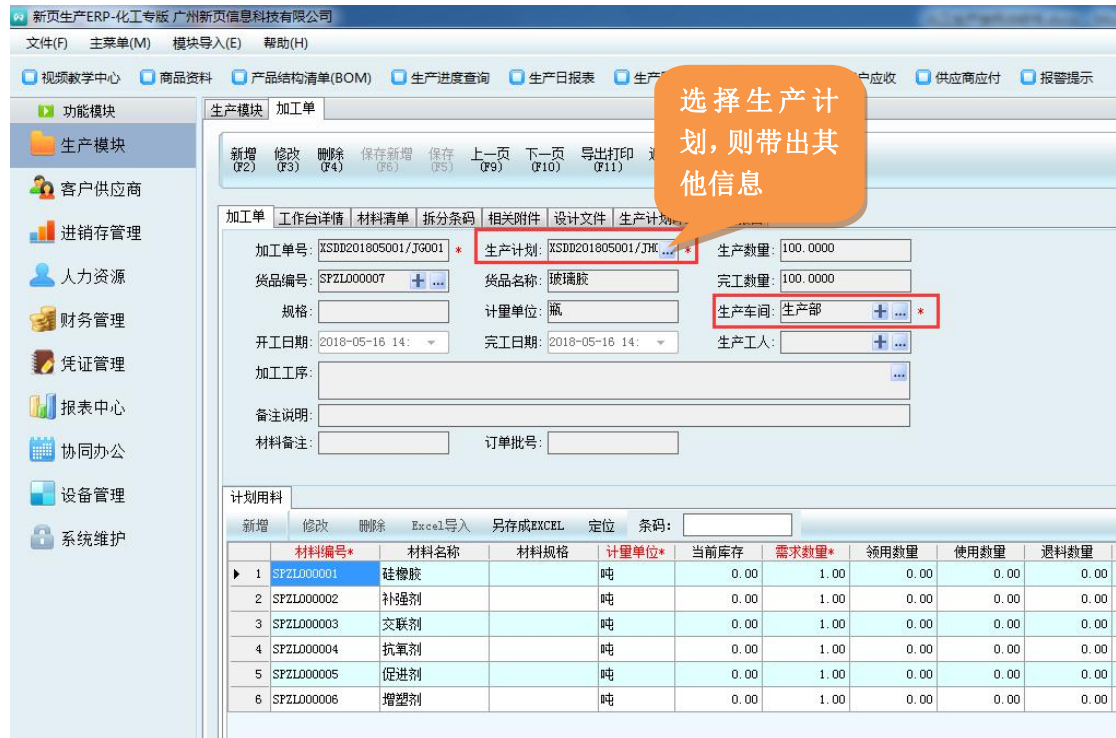 新页生产ERP-化工专版 广州新页信息科技有限公司
文件(F) 主菜单(M) 模块导入(E) 帮助(H)
视频教学中心 商品资料 产品结构清单(BOM) 生产进度查询 生产日报表 生产 户应收 供应商应付 报警提示
选择生产计划,则带出其他信息
功能模块
生产模块
客户供应商
进销存管理
人力资源
财务管理
凭证管理
报表中心
协同办公
设备管理
系统维护
生产模块 加工单
新增(F2) 修改(F3) 删除(F4) 保存新增(F6) 保存(F5) 上一页(F9) 下一页(F10) 导出打印(F11)
加工单 工作台详情 材料清单 拆分条码 相关附件 设计文件 生产计划
加工单号: XSDD201805001/JG001 * 生产计划: XSDD201805001/JH ... * 生产数量: 100.0000
货品编号: SPZL000007 + ... 货品名称: 玻璃胶 完工数量: 100.0000
规格: 计量单位: 瓶 生产车间: 生产部 + ... *
开工日期: 2018-05-16 14: 完工日期: 2018-05-16 14: 生产工人: + ...
加工工序: ...
备注说明:
材料备注: 订单批号:
计划用料
新增 修改 删除 Excel导入 另存成EXCEL 定位 条码:
材料编号* 材料名称 材料规格 计量单位* 当前库存 需求数量* 领用数量 使用数量 退料数量
1 SPZL000001 硅橡胶 吨 0.00 1.00 0.00 0.00 0.00
2 SPZL000002 补强剂 吨 0.00 1.00 0.00 0.00 0.00
3 SPZL000003 交联剂 吨 0.00 1.00 0.00 0.00 0.00
4 SPZL000004 抗氧剂 吨 0.00 1.00 0.00 0.00 0.00
5 SPZL000005 促进剂 吨 0.00 1.00 0.00 0.00 0.00
6 SPZL000006 增塑剂 吨 0.00 1.00 0.00 0.00 0.00